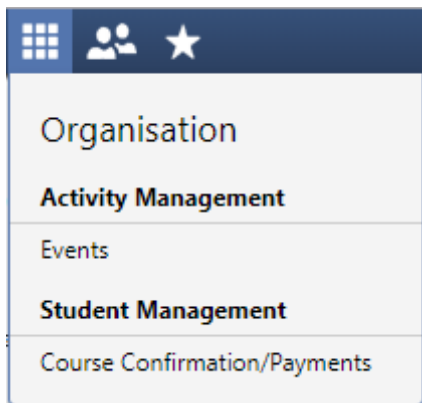 Organisation
Activity Management
Events
Student Management
Course Confirmation/Payments